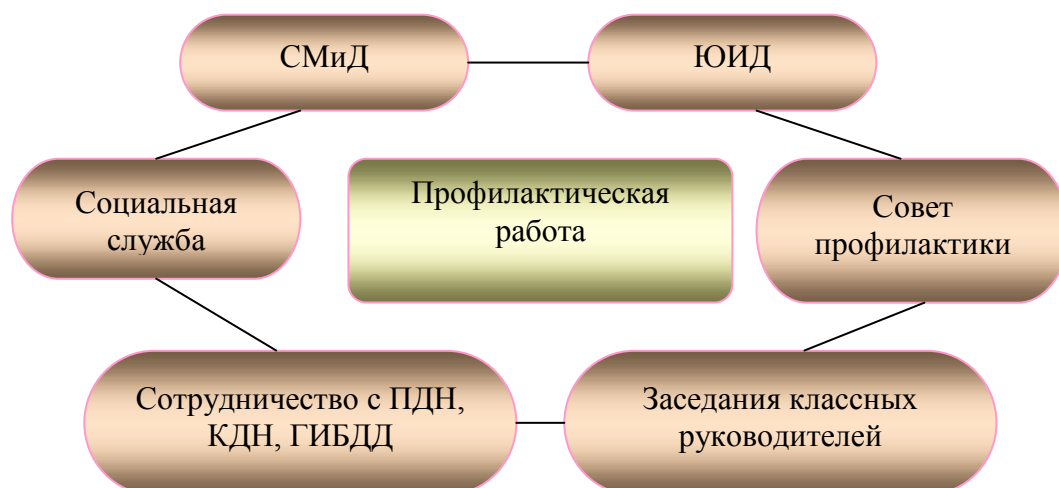 СМиД
ЮИД
Социальная
служба
Профилактическая
работа
Совет
профилактики
Сотрудничество с ПДН,
КДН, ГИБДД
Заседания классных
руководителей